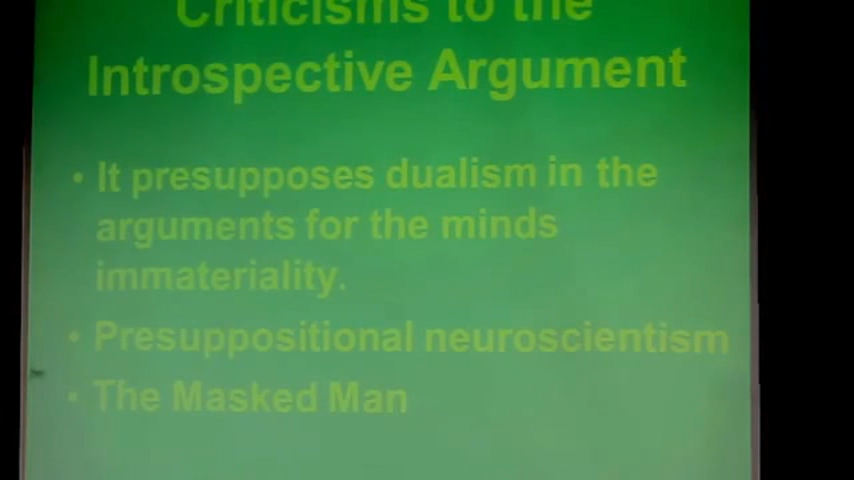 Criticisms to the
Introspective Argument
• It presupposes dualism in the
arguments for the minds
immateriality.
• Presuppositional neuroscientism
• The Masked Man